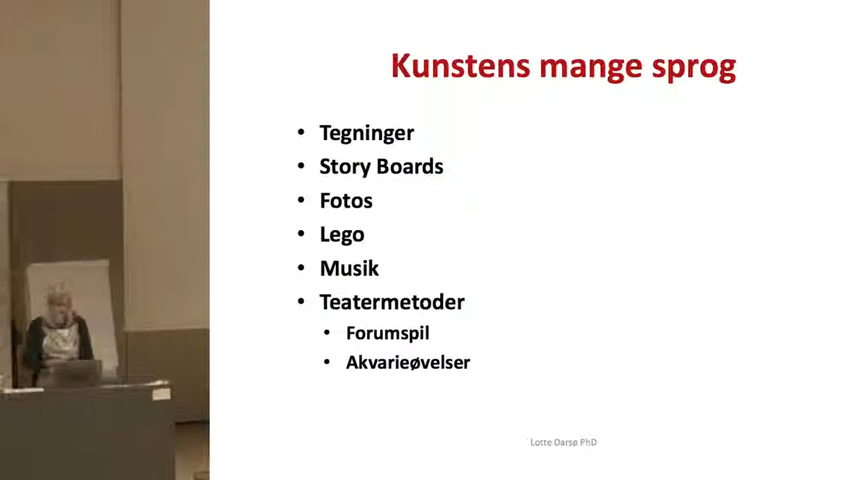 Kunstens mange sprog
• Tegninger
• Story Boards
• Fotos
• Lego
• Musik
• Teatermetoder
• Forumspil
• Akvarieøvelser
Lotte Darsø PhD